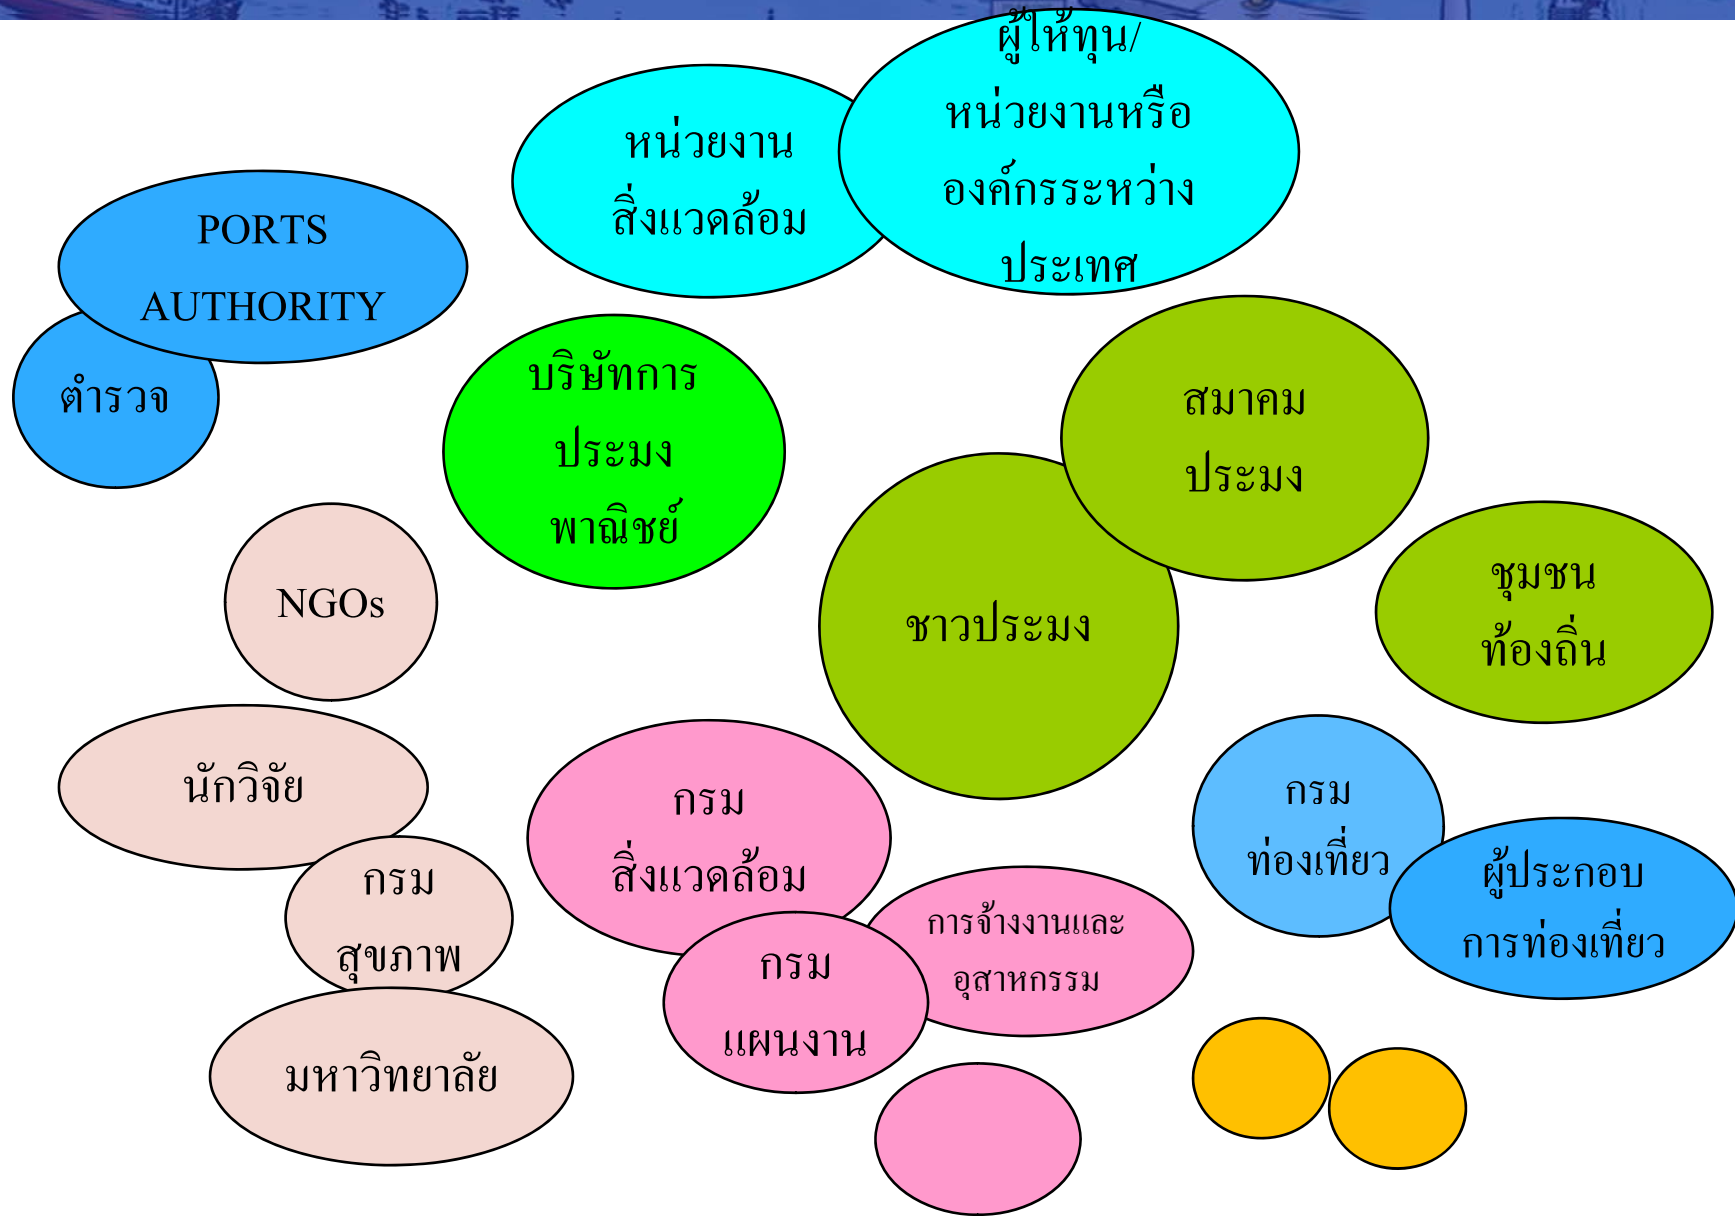 ผู้ให้ทุน/
หน่วยงานหรือ
องค์กรระหว่าง
ประเทศ
หน่วยงาน
สิ่งแวดล้อม
PORTS
AUTHORITY
ตำรวจ
บริษัทการ
ประมง
พาณิชย์
สมาคม
ประมง
ชาวประมง
ชุมชน
ท้องถิ่น
NGOs
นักวิจัย
กรม
สุขภาพ
มหาวิทยาลัย
กรม
สิ่งแวดล้อม
กรม
แผนงาน
การจ้างงานและ
อุสาหกรรม
กรม
ท่องเที่ยว
ผู้ประกอบ
การท่องเที่ยว